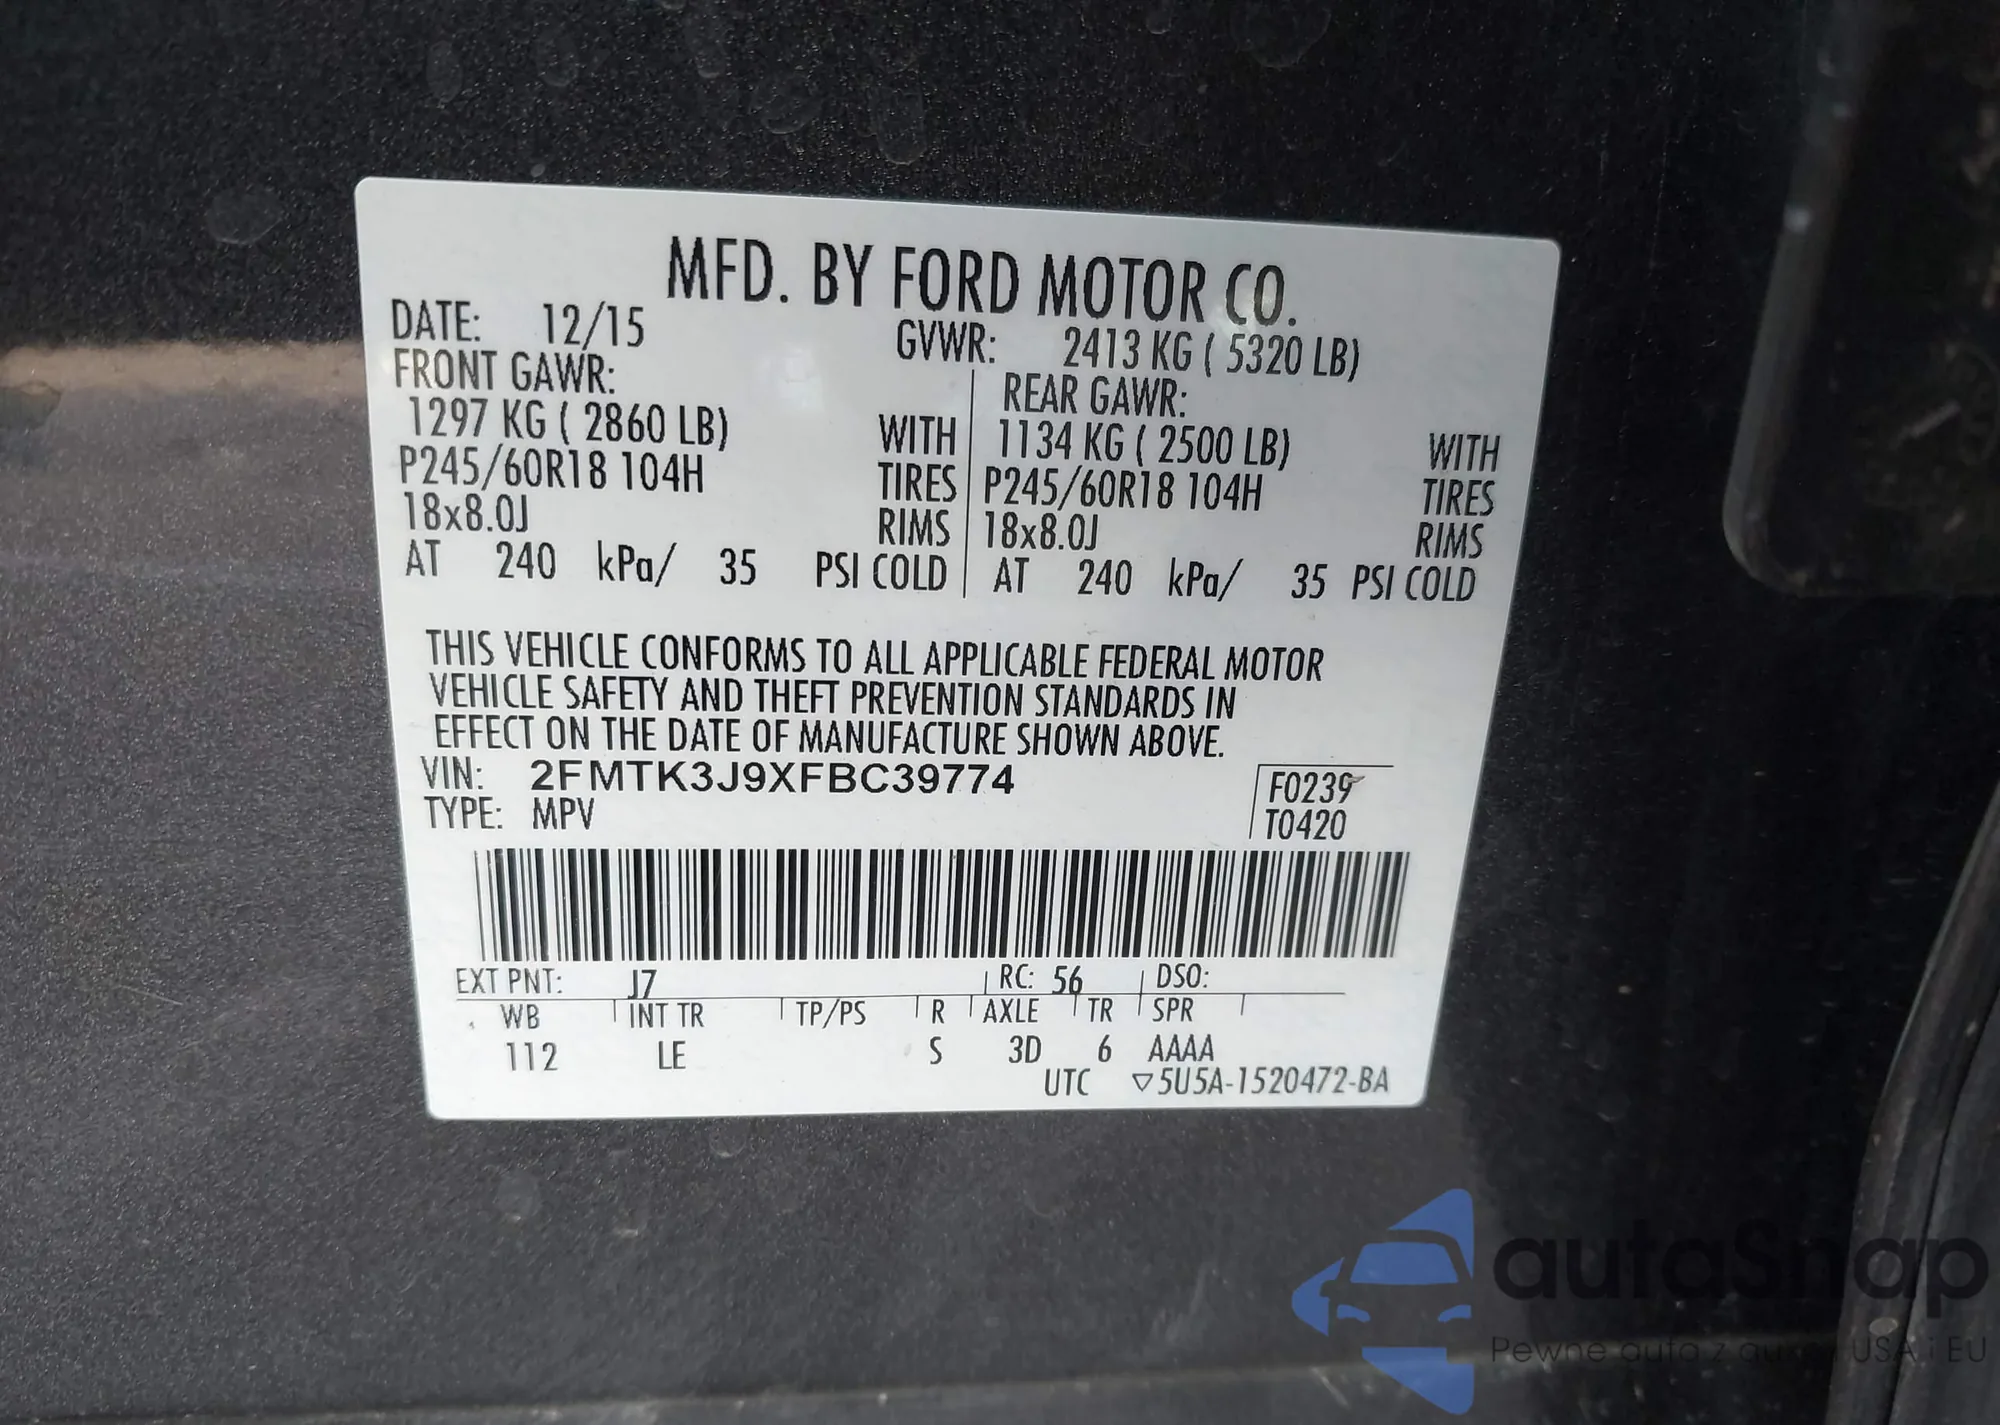 MFD. BY FORD MOTOR CO.
DATE: 12/15 GVWR: 2413 KG ( 5320 LB)
FRONT GAWR: REAR GAWR:
1297 KG ( 2860 LB) WITH 1134 KG ( 2500 LB) WITH
P245/60R18 104H TIRES P245/60R18 104H TIRES
18x8.0J RIMS 18x8.0J RIMS
AT 240 kPa/ 35 PSI COLD AT 240 kPa/ 35 PSI COLD
THIS VEHICLE CONFORMS TO ALL APPLICABLE FEDERAL MOTOR
VEHICLE SAFETY AND THEFT PREVENTION STANDARDS IN
EFFECT ON THE DATE OF MANUFACTURE SHOWN ABOVE.
VIN: 2FMTK3J9XFBC39774 F0239
TYPE: MPV T0420
EXT PNT: J7 RC: 56 DSO:
WB INT TR TP/PS R AXLE TR SPR
112 LE S 3D 6 AAAA
UTC ▽5U5A-1520472-BA
autaSnap
Pewne auta z USA i EU